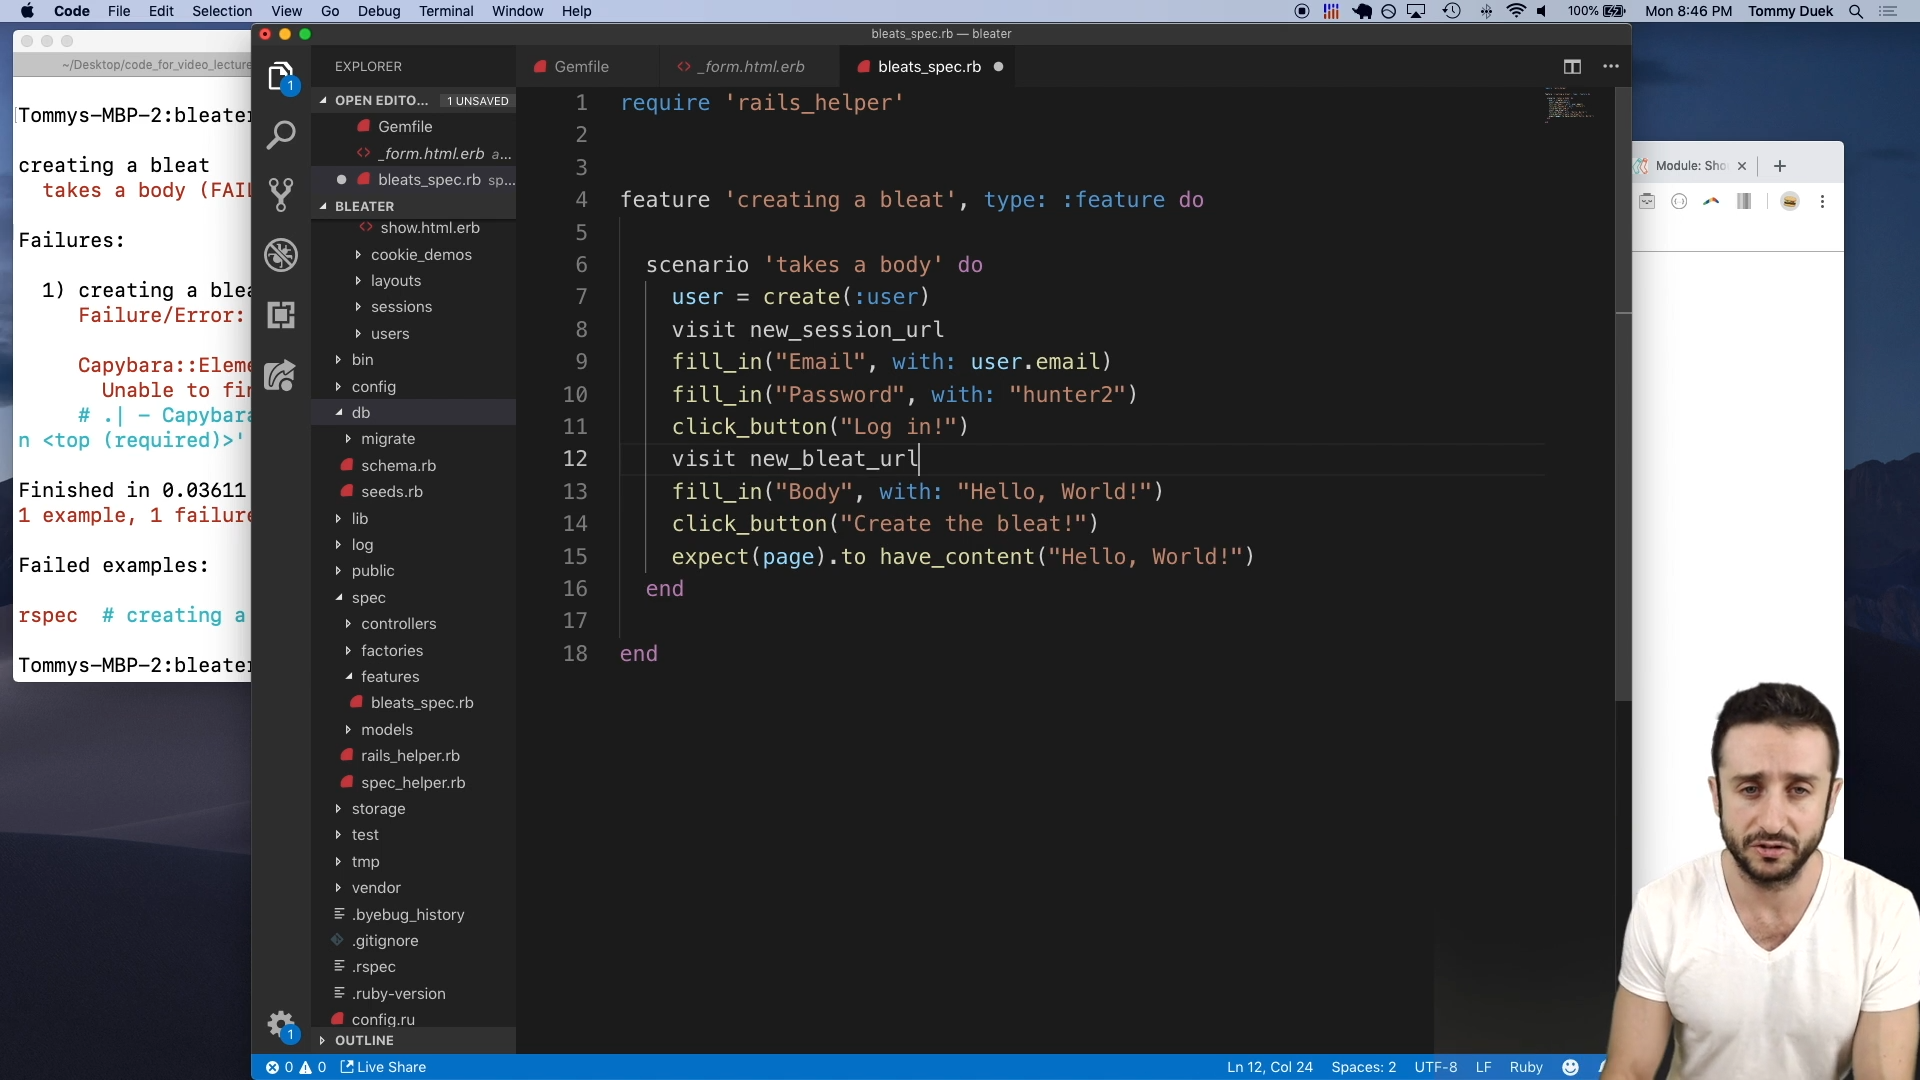 Code File Edit Selection View Go Debug Terminal Window Help
100% Mon 8:46 PM Tommy Duek
~/Desktop/code_for_video_lecture
Tommys-MBP-2:bleater
creating a bleat
takes a body (FAIL
Failures:
1) creating a blea
Failure/Error:
Capybara::Eleme
Unable to fin
# .| – Capybara
n <top (required)>'
Finished in 0.03611
1 example, 1 failure
Failed examples:
rspec # creating a
Tommys-MBP-2:bleater
bleats_spec.rb — bleater
1
1
EXPLORER
OPEN EDITO... 1 UNSAVED
Gemfile
_form.html.erb a...
bleats_spec.rb sp...
BLEATER
show.html.erb
cookie_demos
layouts
sessions
users
bin
config
db
migrate
schema.rb
seeds.rb
lib
log
public
spec
controllers
factories
features
bleats_spec.rb
models
rails_helper.rb
spec_helper.rb
storage
test
tmp
vendor
.byebug_history
.gitignore
.rspec
.ruby-version
config.ru
OUTLINE
Gemfile _form.html.erb bleats_spec.rb
1 require 'rails_helper'
2
3
4 feature 'creating a bleat', type: :feature do
5
6 scenario 'takes a body' do
7 user = create(:user)
8 visit new_session_url
9 fill_in("Email", with: user.email)
10 fill_in("Password", with: "hunter2")
11 click_button("Log in!")
12 visit new_bleat_url
13 fill_in("Body", with: "Hello, World!")
14 click_button("Create the bleat!")
15 expect(page).to have_content("Hello, World!")
16 end
17
18 end
Module: Sho
0 0 Live Share
Ln 12, Col 24 Spaces: 2 UTF-8 LF Ruby